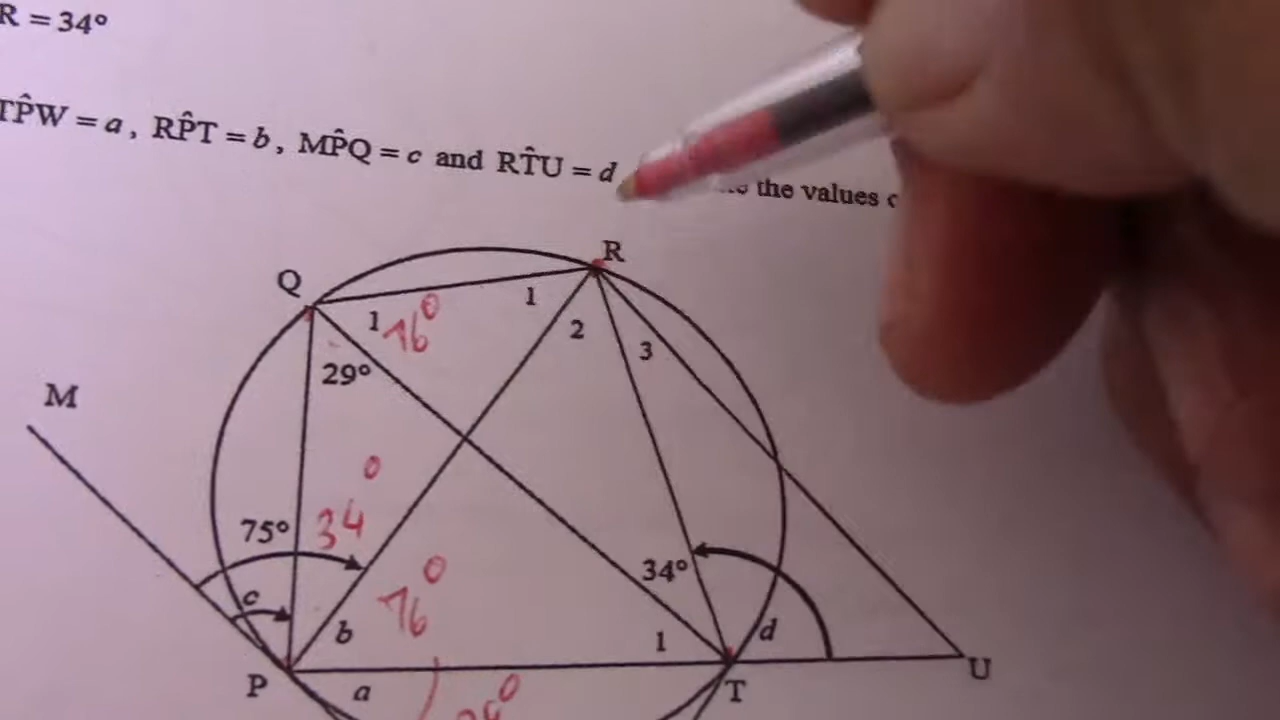 R = 34°
TP̂W = a, RP̂T = b, MP̂Q = c and RT̂U = d
the values
R
Q
1
1
76°
2
3
29°
M
34°
75°
34°
76°
c
b
1
d
P
a
T
U